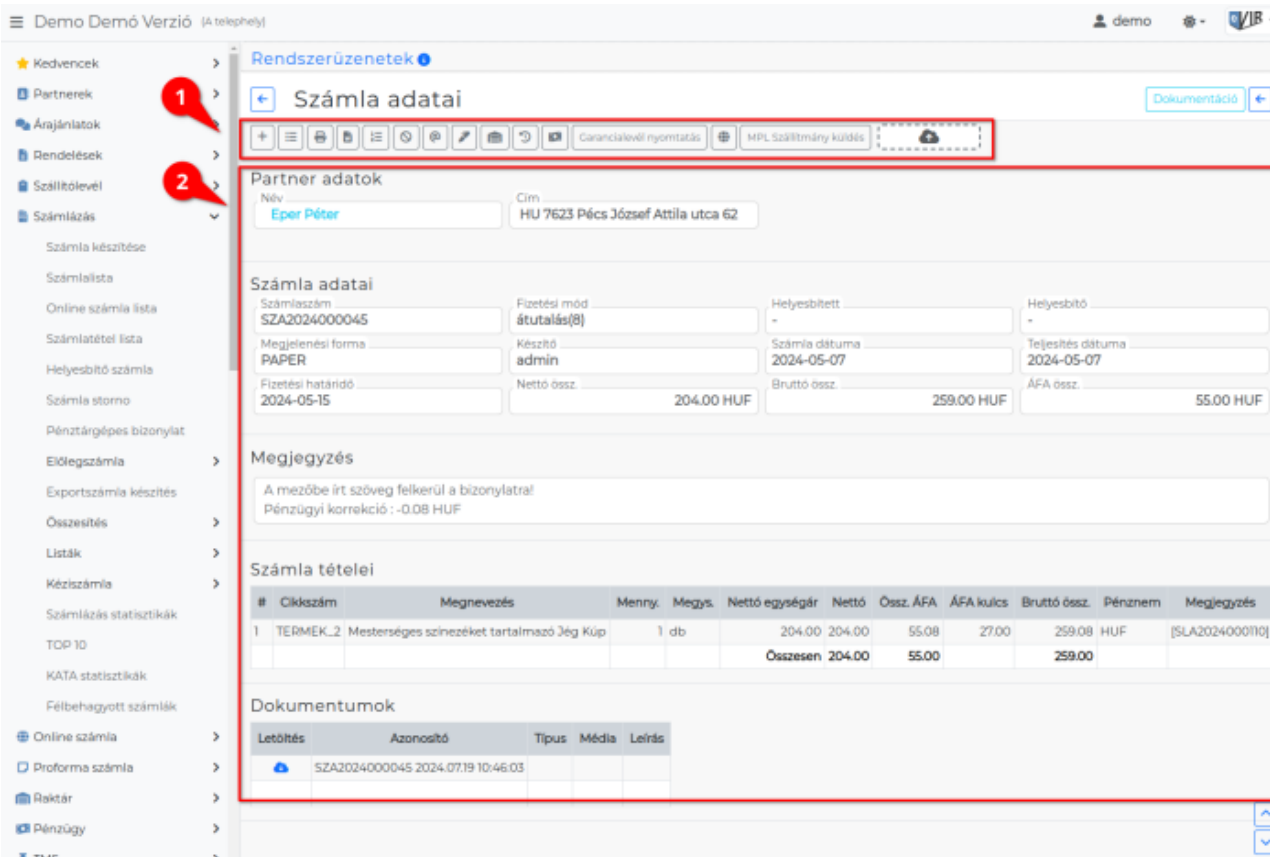 Demo Demó Verzió (A telephely)
demo
VIR
Kedvencek
Partnerek
Árajánlatok
Rendelések
Szállítólevél
Számlázás
Számla készítése
Számlalista
Online számla lista
Számlatétel lista
Helyesbítő számla
Számla storno
Pénztárgépes bizonylat
Előlegszámla
Exportszámla készítés
Összesítés
Listák
Kéziszámla
Számlázás statisztikák
TOP 10
KATA statisztikák
Félbehagyott számlák
Online számla
Proforma számla
Raktár
Pénzügy
1
2
Rendszerüzenetek
Számla adatai
Dokumentáció
Garancialevél nyomtatás
MPL Szállítmány küldés
Partner adatok
Név
Cím
Eper Péter
HU 7623 Pécs József Attila utca 62
Számla adatai
Számlaszám Fizetési mód Helyesbített Helyesbítő
SZA2024000045 átutalás(8) - -
Megjelenési forma Készítő Számla dátuma Teljesítés dátuma
PAPER admin 2024-05-07 2024-05-07
Fizetési határidő Nettó össz. Bruttó össz. ÁFA össz.
2024-05-15 204.00 HUF 259.00 HUF 55.00 HUF
Megjegyzés
A mezőbe írt szöveg felkerül a bizonylatra!
Pénzügyi korrekció : -0.08 HUF
Számla tételei
# Cikkszám Megnevezés Menny. Megys. Nettó egységár Nettó Össz. ÁFA ÁFA kulcs Bruttó össz. Pénznem Megjegyzés
1 TERMEK_2 Mesterséges színezéket tartalmazó Jég Kúp 1 db 204.00 204.00 55.08 27.00 259.08 HUF [SLA2024000110]
Összesen 204.00 55.00 259.00
Dokumentumok
Letöltés Azonosító Típus Média Leírás
SZA2024000045 2024.07.19 10:46:03